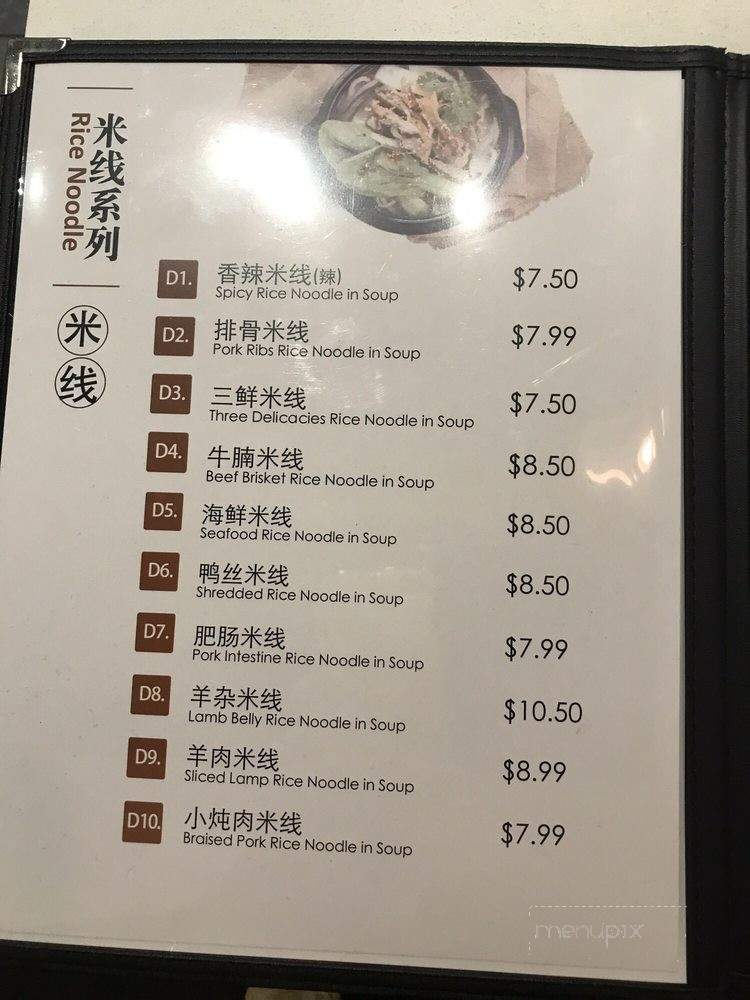 米线系列
Rice Noodle
米
线
D1. 香辣米线(辣) $7.50
Spicy Rice Noodle in Soup
D2. 排骨米线 $7.99
Pork Ribs Rice Noodle in Soup
D3. 三鲜米线 $7.50
Three Delicacies Rice Noodle in Soup
D4. 牛腩米线 $8.50
Beef Brisket Rice Noodle in Soup
D5. 海鲜米线 $8.50
Seafood Rice Noodle in Soup
D6. 鸭丝米线 $8.50
Shredded Rice Noodle in Soup
D7. 肥肠米线 $7.99
Pork Intestine Rice Noodle in Soup
D8. 羊杂米线 $10.50
Lamb Belly Rice Noodle in Soup
D9. 羊肉米线 $8.99
Sliced Lamp Rice Noodle in Soup
D10. 小炖肉米线 $7.99
Braised Pork Rice Noodle in Soup
menupix